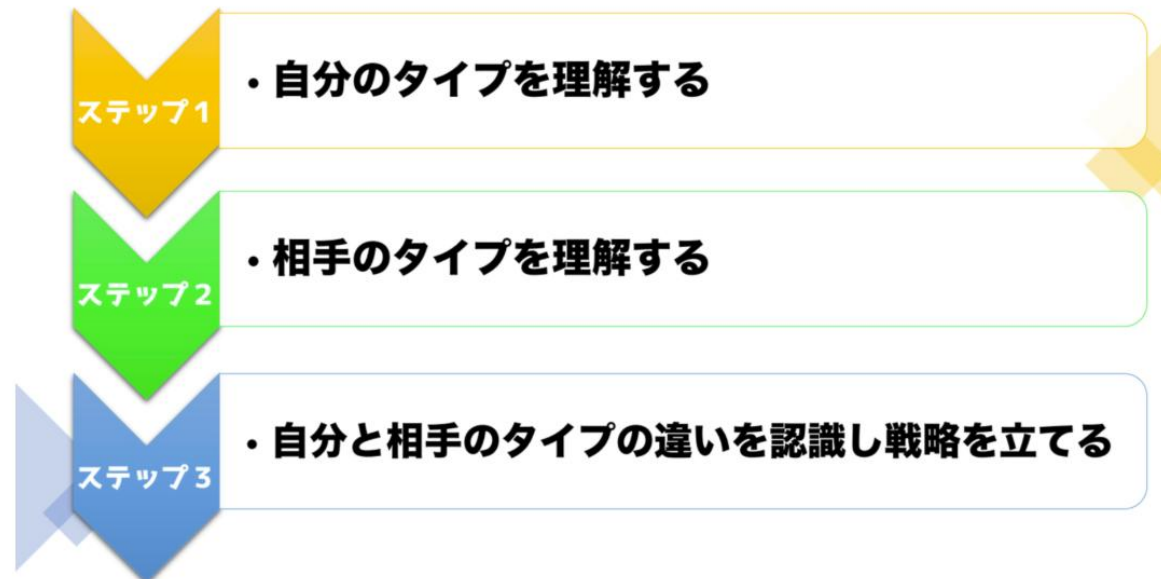 ステップ1
・自分のタイプを理解する
ステップ2
・相手のタイプを理解する
ステップ3
・自分と相手のタイプの違いを認識し戦略を立てる